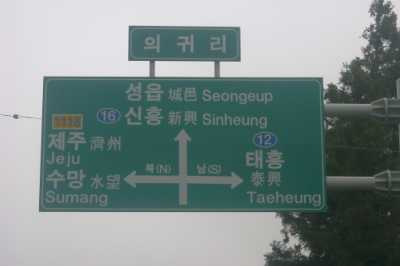 의귀리
성읍 城邑 Seongeup
16 신흥 新興 Sinheung
제주 濟州
Jeju
12
태흥
泰興
Taeheung
북(N) 남(S)
수망 水望
Sumang